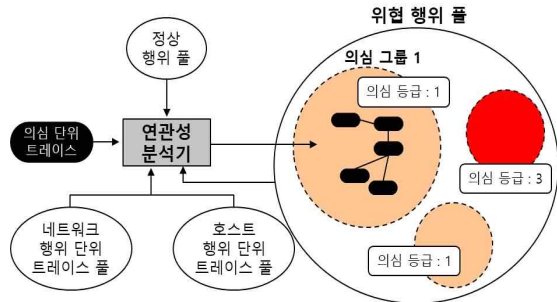 위협 행위 풀
정상
행위 풀
의심 그룹 1
의심 등급 : 1
의심 단위
트레이스
연관성
분석기
의심 등급 : 3
네트워크
행위 단위
트레이스 풀
호스트
행위 단위
트레이스 풀
의심 등급 : 1